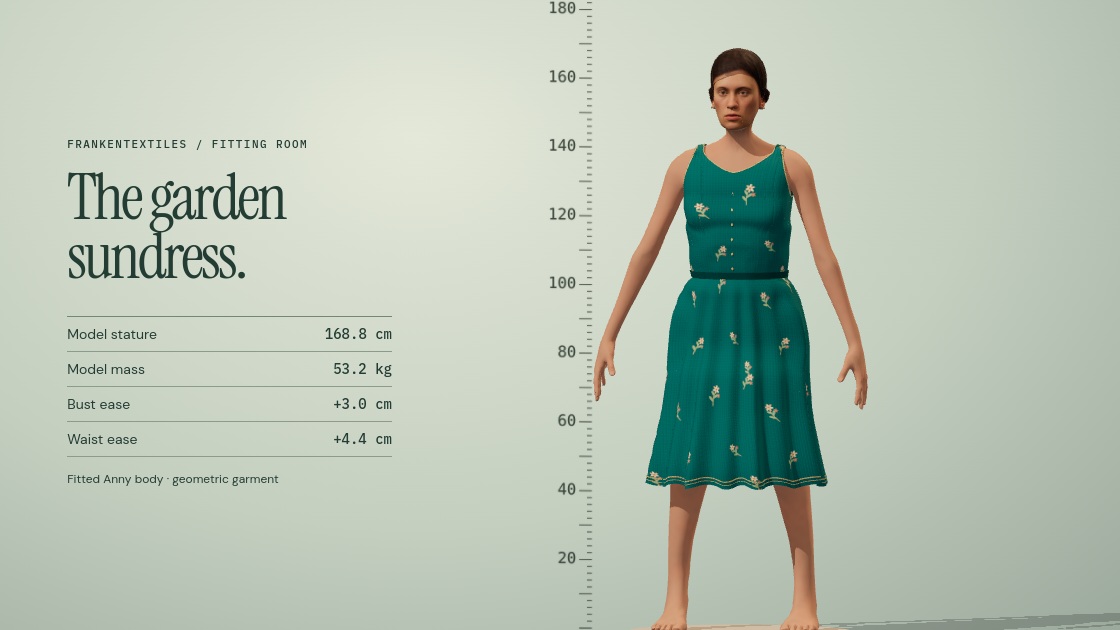 FRANKENTEXTILES / FITTING ROOM
The garden
sundress.
Model stature 168.8 cm
Model mass 53.2 kg
Bust ease +3.0 cm
Waist ease +4.4 cm
Fitted Anny body · geometric garment
180
160
140
120
100
80
60
40
20